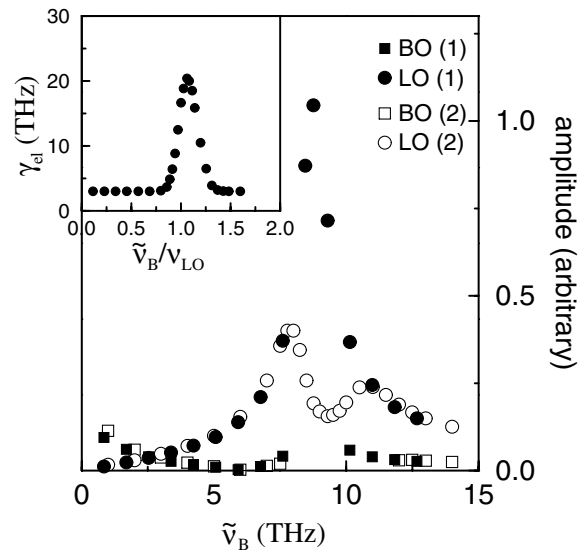 30
20
10
0
γel (THz)
0.0 0.5 1.0 1.5 2.0
ṽB/νLO
BO (1)
LO (1)
BO (2)
LO (2)
1.0
0.5
0.0
amplitude (arbitrary)
0 5 10 15
ṽB (THz)